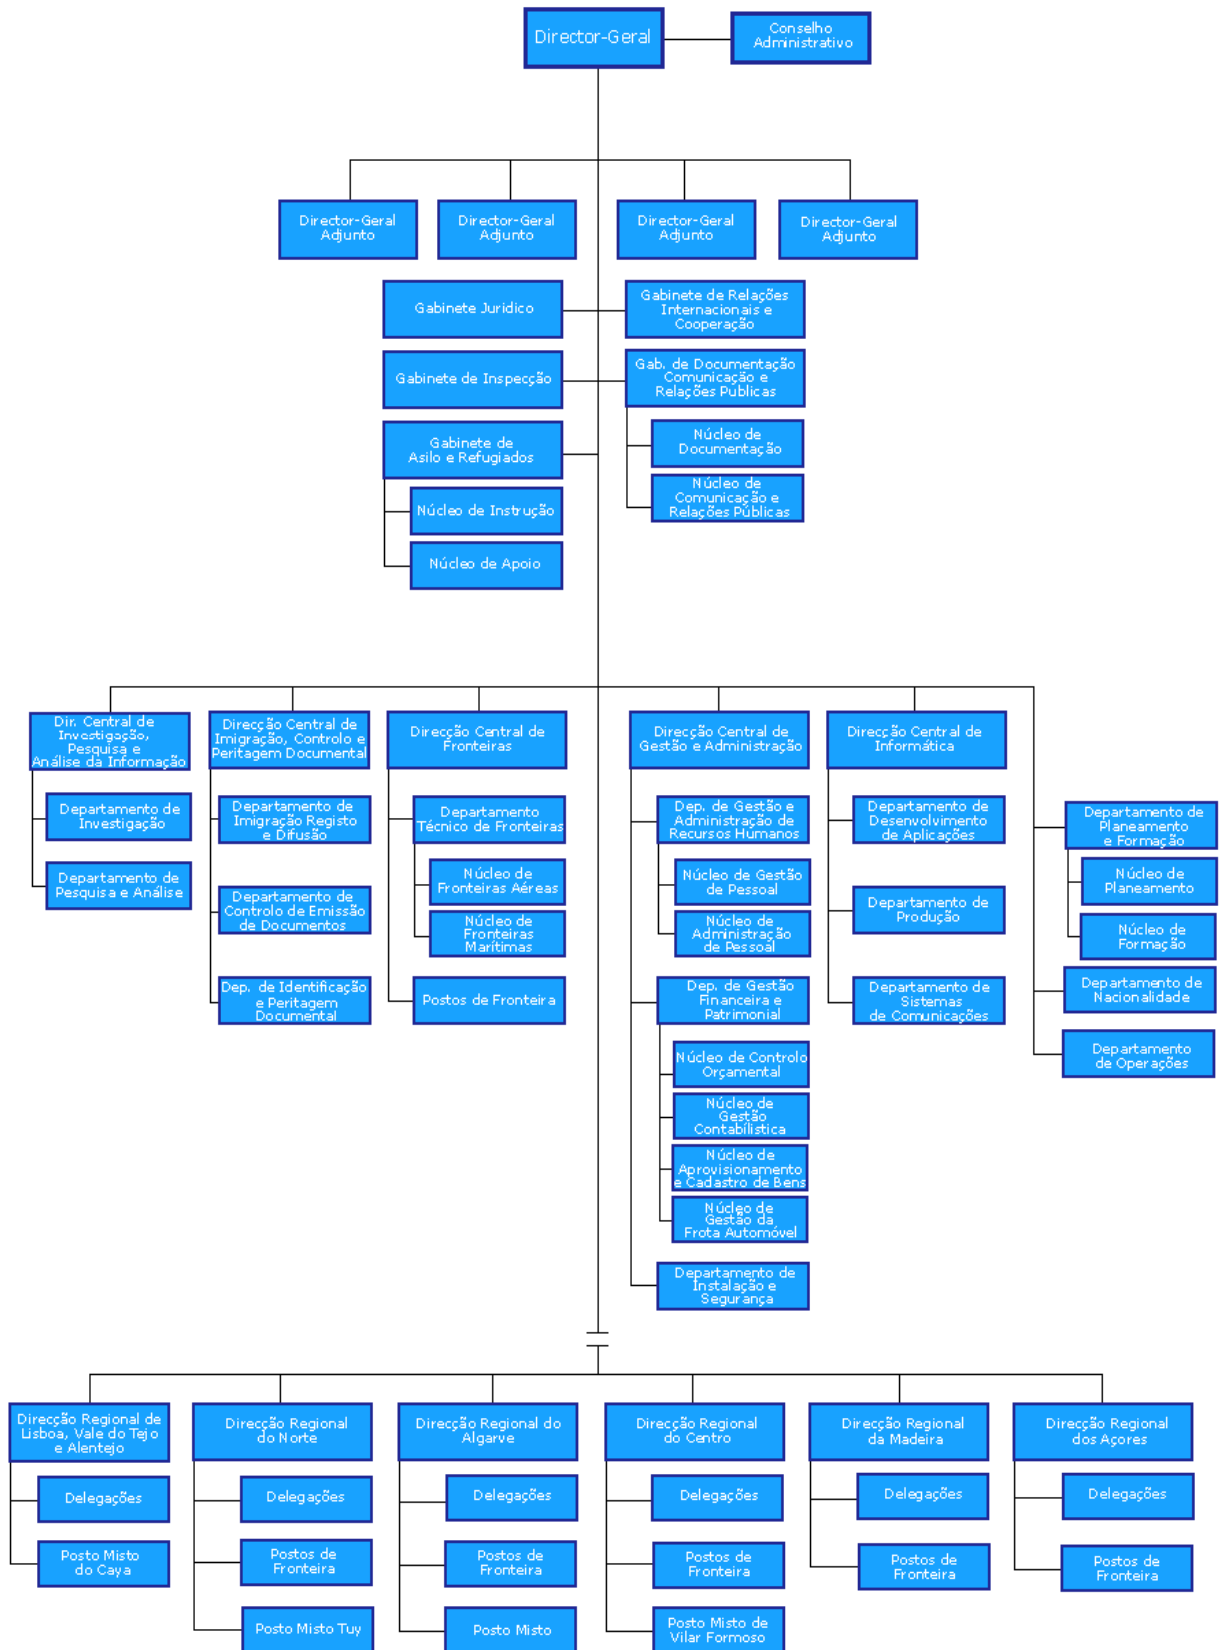 Director-Geral
Conselho
Administrativo
Director-Geral
Adjunto
Director-Geral
Adjunto
Director-Geral
Adjunto
Director-Geral
Adjunto
Gabinete Juridico
Gabinete de Relações
Internacionais e
Cooperação
Gabinete de Inspecção
Gab. de Documentação
Comunicação e
Relações Públicas
Gabinete de
Asilo e Refugiados
Núcleo de
Documentação
Núcleo de Instrução
Núcleo de
Comunicação e
Relações Públicas
Núcleo de Apoio
Dir. Central de
Investigação,
Pesquisa e
Análise da Informação
Departamento de
Investigação
Departamento de
Pesquisa e Análise
Direcção Central de
Imigração, Controlo e
Peritagem Documental
Departamento de
Imigração Registo
e Difusão
Departamento de
Controlo de Emissão
de Documentos
Dep. de Identificação
e Peritagem
Documental
Direcção Central de
Fronteiras
Departamento
Técnico de Fronteiras
Núcleo de
Fronteiras Aéreas
Núcleo de
Fronteiras
Marítimas
Postos de Fronteira
Direcção Central de
Gestão e Administração
Dep. de Gestão e
Administração de
Recursos Humanos
Núcleo de Gestão
de Pessoal
Núcleo de
Administração
de Pessoal
Dep. de Gestão
Financeira e
Patrimonial
Núcleo de Controlo
Orçamental
Núcleo de
Gestão
Contabílistica
Núcleo de
Aprovisionamento
e Cadastro de Bens
Núcleo de
Gestão da
Frota Automóvel
Departamento de
Instalação e
Segurança
Direcção Central de
Informática
Departamento de
Desenvolvimento
de Aplicações
Departamento de
Produção
Departamento de
Sistemas
de Comunicações
Departamento de
Planeamento
e Formação
Núcleo de
Planeamento
Núcleo de
Formação
Departamento de
Nacionalidade
Departamento
de Operações
Direcção Regional de
Lisboa, Vale do Tejo
e Alentejo
Delegações
Posto Misto
do Caya
Direcção Regional
do Norte
Delegações
Postos de
Fronteira
Posto Misto Tuy
Direcção Regional do
Algarve
Delegações
Postos de
Fronteira
Posto Misto
Direcção Regional
do Centro
Delegações
Postos de
Fronteira
Posto Misto de
Vilar Formoso
Direcção Regional
da Madeira
Delegações
Postos de
Fronteira
Direcção Regional
dos Açores
Delegações
Postos de
Fronteira